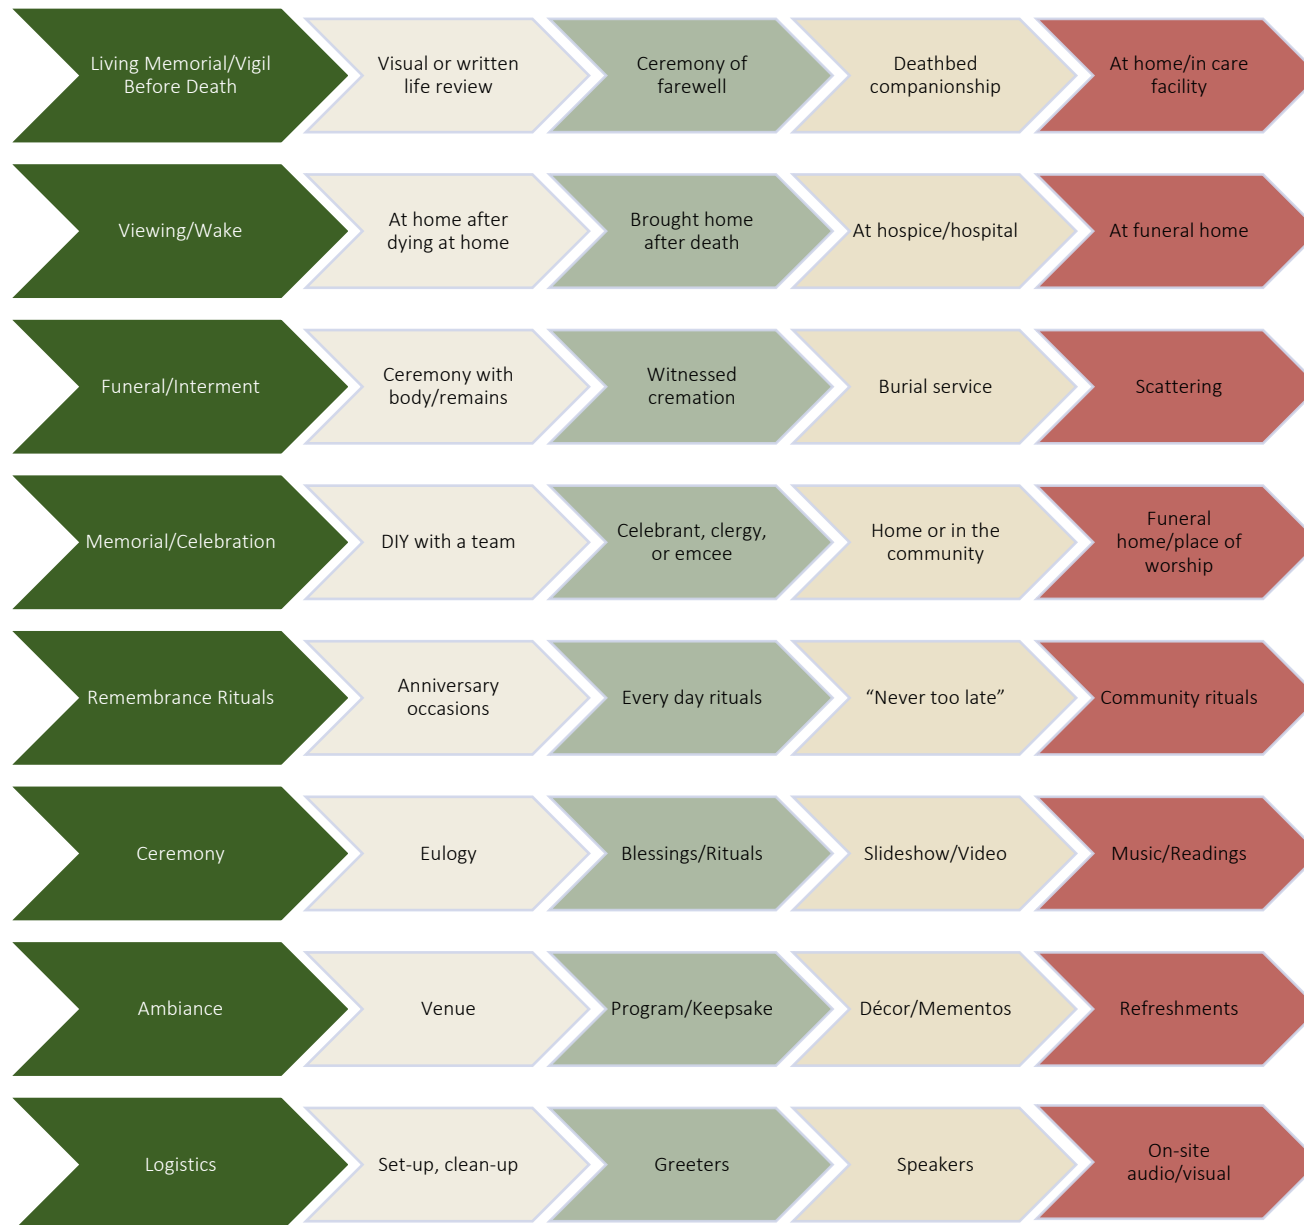 Living Memorial/Vigil
Before Death
Visual or written
life review
Ceremony of
farewell
Deathbed
companionship
At home/in care
facility
Viewing/Wake
At home after
dying at home
Brought home
after death
At hospice/hospital
At funeral home
Funeral/Interment
Ceremony with
body/remains
Witnessed
cremation
Burial service
Scattering
Memorial/Celebration
DIY with a team
Celebrant, clergy,
or emcee
Home or in the
community
Funeral
home/place of
worship
Remembrance Rituals
Anniversary
occasions
Every day rituals
“Never too late”
Community rituals
Ceremony
Eulogy
Blessings/Rituals
Slideshow/Video
Music/Readings
Ambiance
Venue
Program/Keepsake
Décor/Mementos
Refreshments
Logistics
Set-up, clean-up
Greeters
Speakers
On-site
audio/visual